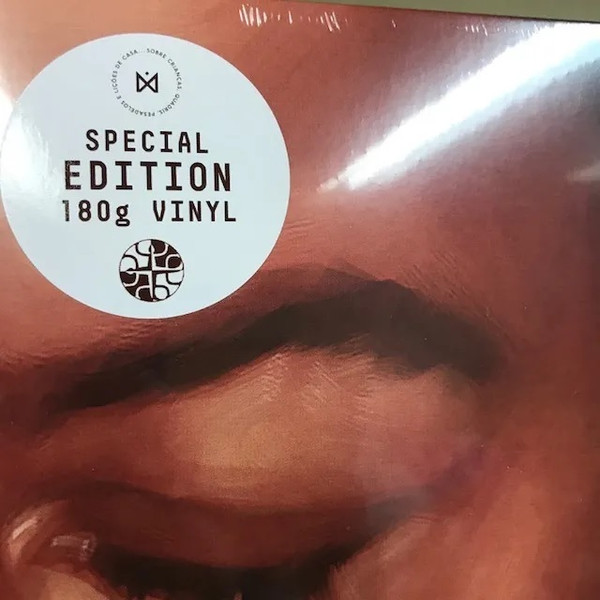 SOBRE CRIANÇAS, QUADRIS, PESADELOS E LIÇÕES DE CASA...
SPECIAL
EDITION
180g VINYL